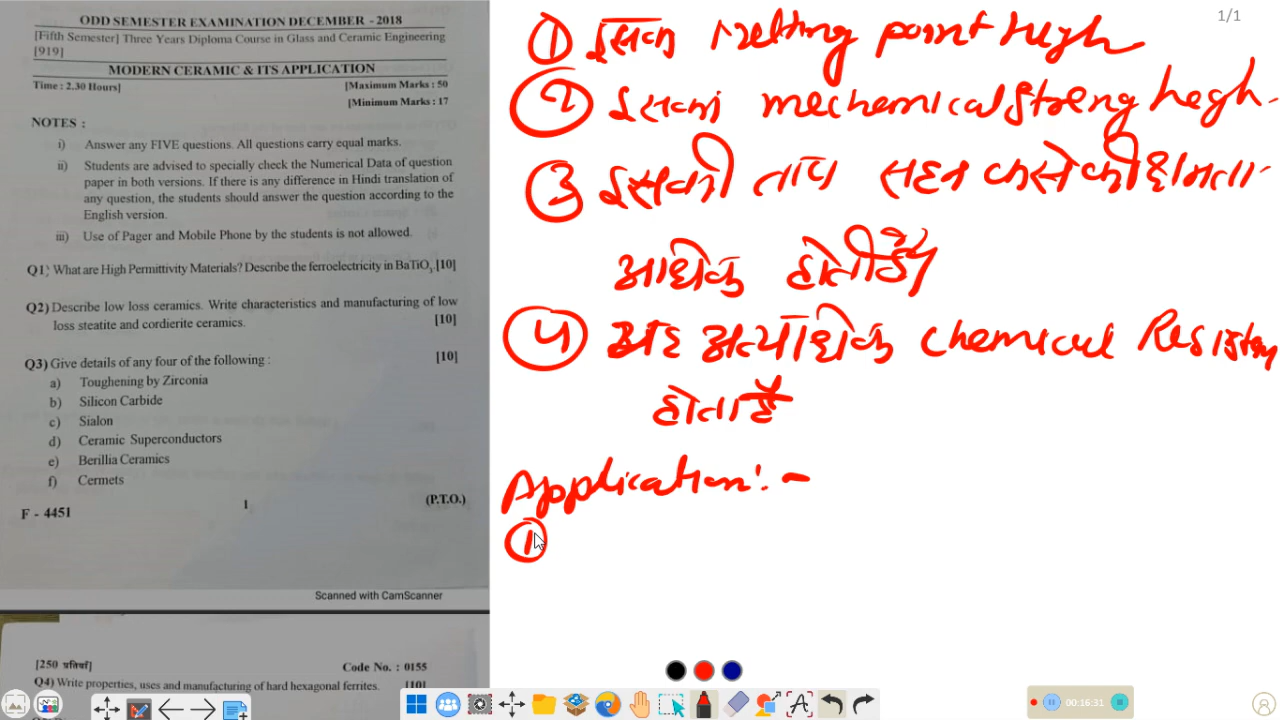 ODD SEMESTER EXAMINATION DECEMBER - 2018
[Fifth Semester] Three Years Diploma Course in Glass and Ceramic Engineering
[919]
MODERN CERAMIC & ITS APPLICATION
Time : 2.30 Hours] [Maximum Marks : 50
[Minimum Marks : 17
NOTES :
i) Answer any FIVE questions. All questions carry equal marks.
ii) Students are advised to specially check the Numerical Data of question
paper in both versions. If there is any difference in Hindi translation of
any question, the students should answer the question according to the
English version.
iii) Use of Pager and Mobile Phone by the students is not allowed.
Q1) What are High Permittivity Materials? Describe the ferroelectricity in BaTiO₃. [10]
Q2) Describe low loss ceramics. Write characteristics and manufacturing of low
loss steatite and cordierite ceramics. [10]
Q3) Give details of any four of the following : [10]
a) Toughening by Zirconia
b) Silicon Carbide
c) Sialon
d) Ceramic Superconductors
e) Berillia Ceramics
f) Cermets
1 (P.T.O.)
F - 4451
Scanned with CamScanner
[250 प्रतियाँ] Code No. : 0155
Q4) Write properties, uses and manufacturing of hard hexagonal ferrites. [10]
1/1
① इसका melting point high
② इसका mechemical streng high.
③ इसकी ताप सहन करने की क्षमता
अधिक होती है।
④ और अत्याधिक chemical
होता है
Application :-
①
00:16:31